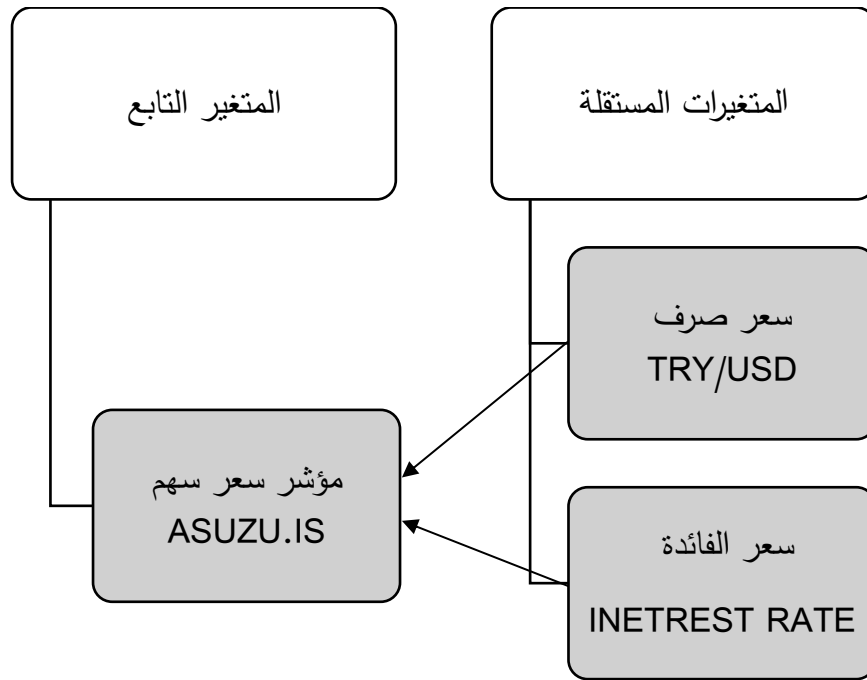 المتغيرات المستقلة
المتغير التابع
سعر صرف
TRY/USD
مؤشر سعر سهم
ASUZU.IS
سعر الفائدة
INETREST RATE